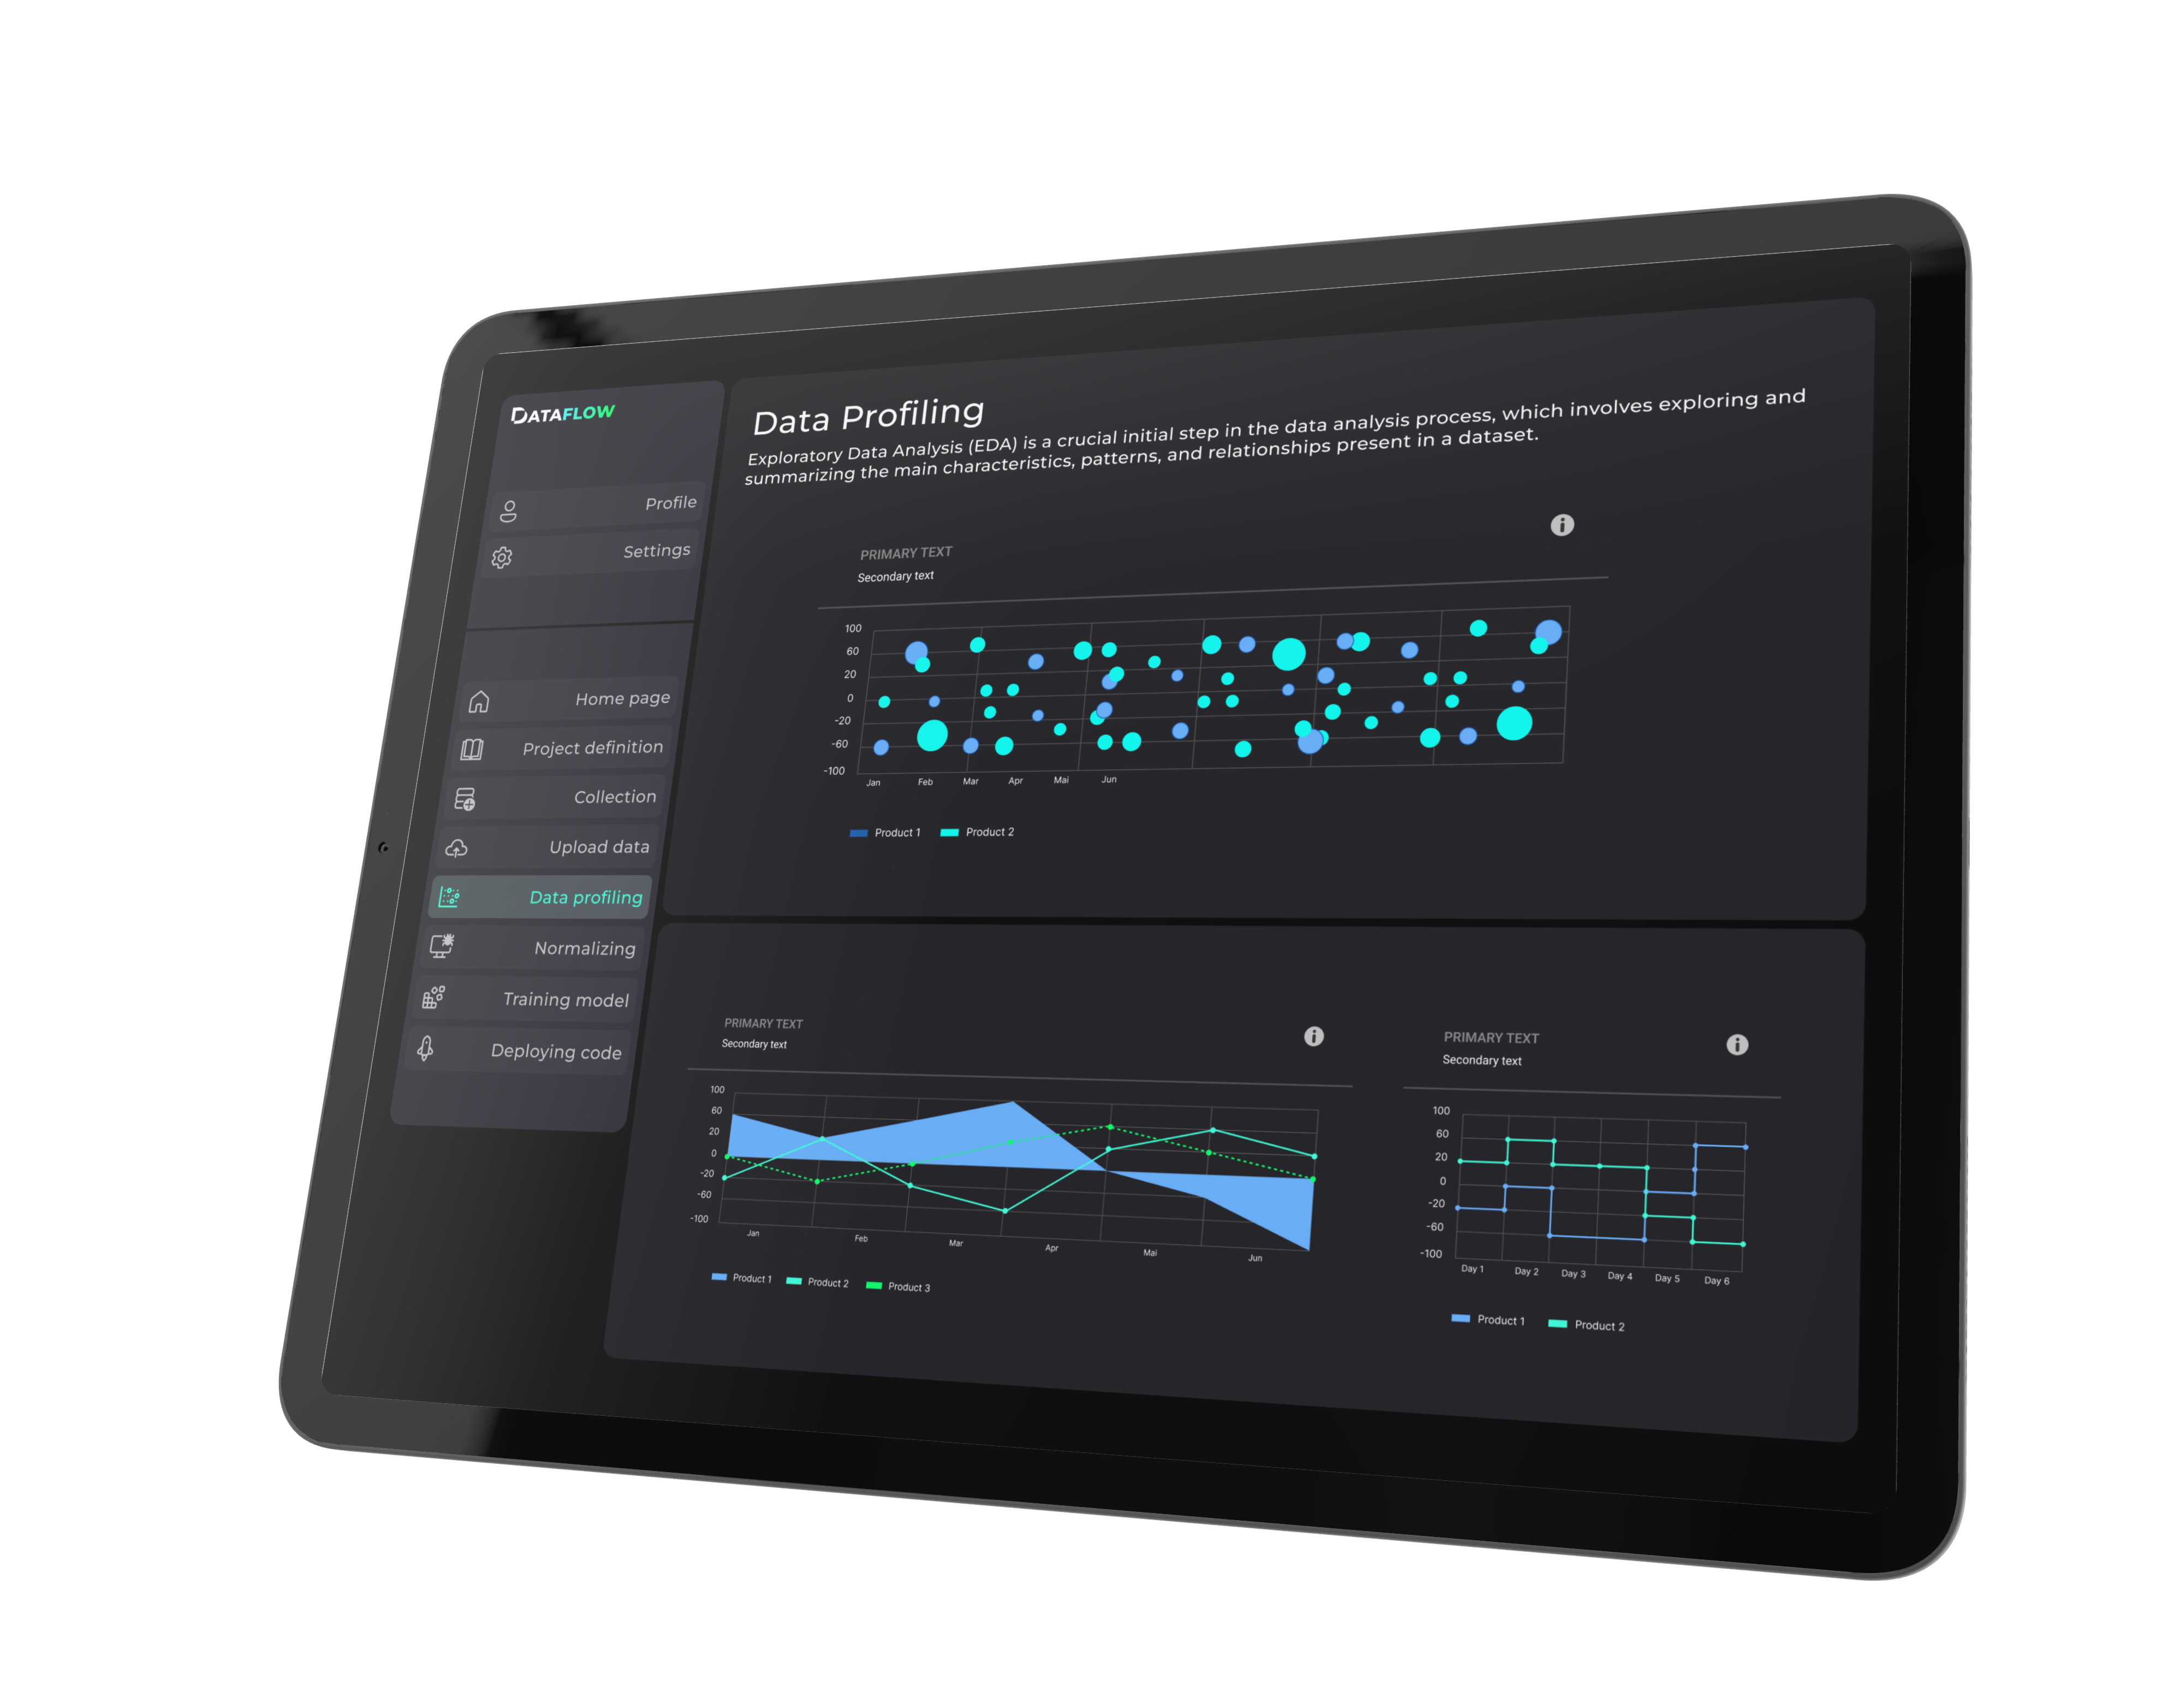 DATAFLOW
Profile
Settings
Home page
Project definition
Collection
Upload data
Data profiling
Normalizing
Training model
Deploying code
Data Profiling
Exploratory Data Analysis (EDA) is a crucial initial step in the data analysis process, which involves exploring and
summarizing the main characteristics, patterns, and relationships present in a dataset.
PRIMARY TEXT
Secondary text
100
60
20
0
-20
-60
-100
Jan Feb Mar Apr Mai Jun
Product 1 Product 2
PRIMARY TEXT
Secondary text
100
60
20
0
-20
-60
-100
Jan Feb Mar Apr Mai Jun
Product 1 Product 2 Product 3
PRIMARY TEXT
Secondary text
100
60
20
0
-20
-60
-100
Day 1 Day 2 Day 3 Day 4 Day 5 Day 6
Product 1 Product 2